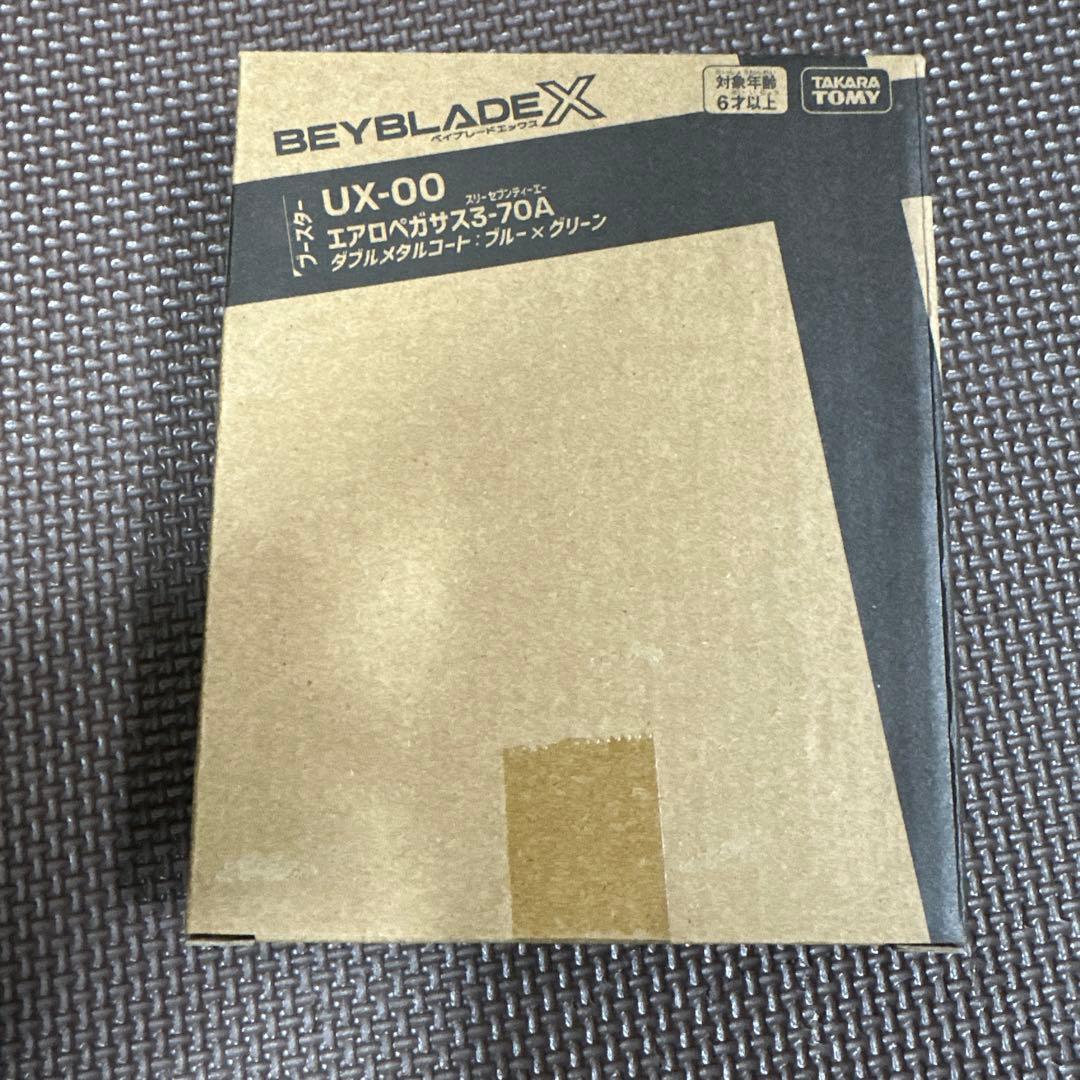 BEYBLADE X
ベイブレードエックス
対象年齢
6才以上
TAKARA
TOMY
ブースター
UX-00
スリーセブンティーエー
エアロペガサス3-70A
ダブルメタルコート：ブルー×グリーン